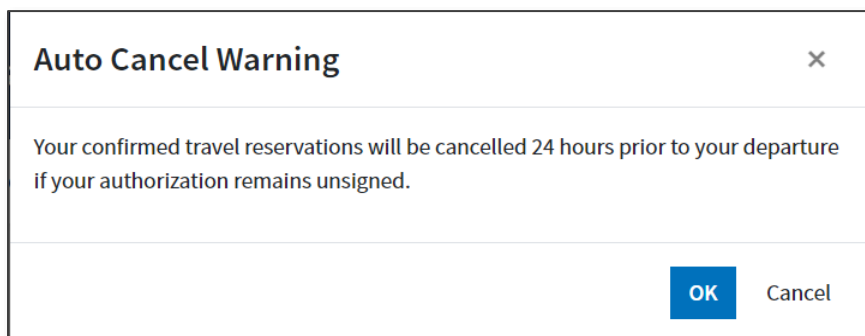 Auto Cancel Warning
×
Your confirmed travel reservations will be cancelled 24 hours prior to your departure
if your authorization remains unsigned.
OK Cancel